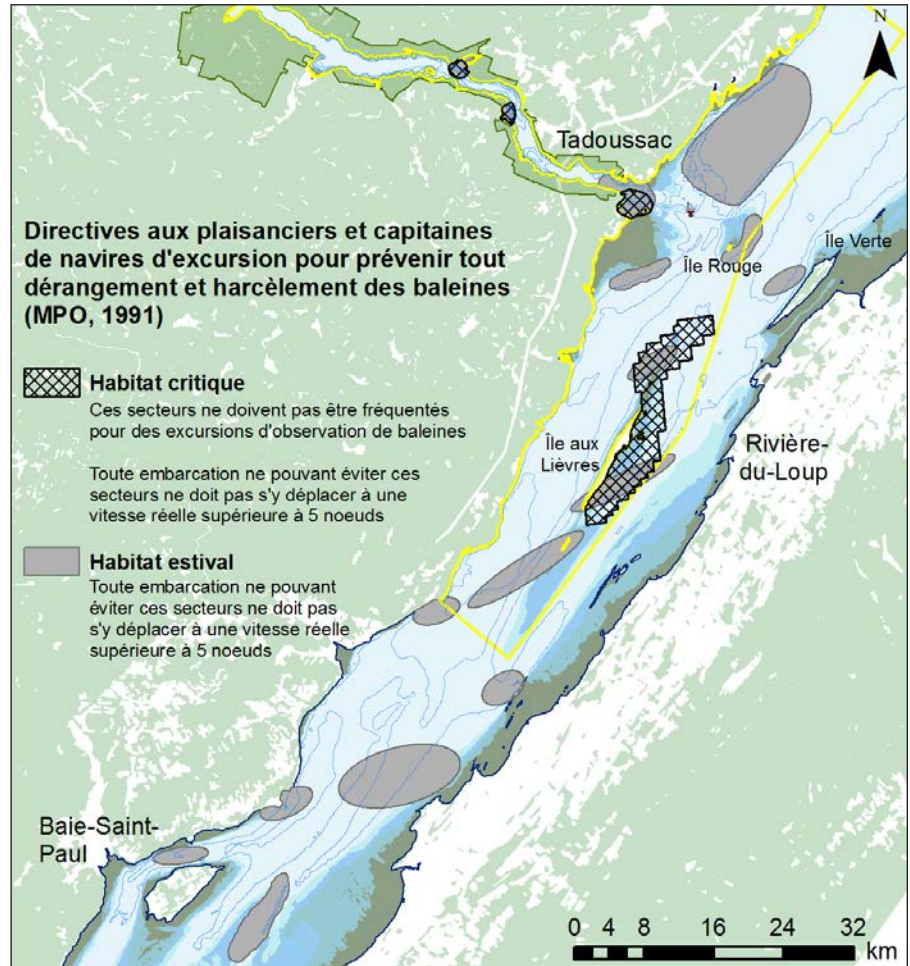 N
Tadoussac
Directives aux plaisanciers et capitaines
de navires d'excursion pour prévenir tout
dérangement et harcèlement des baleines
(MPO, 1991)
Île Verte
Île Rouge
Habitat critique
Ces secteurs ne doivent pas être fréquentés
pour des excursions d'observation de baleines
Toute embarcation ne pouvant éviter ces
secteurs ne doit pas s'y déplacer à une
vitesse réelle supérieure à 5 noeuds
Île aux
Lièvres
Rivière-
du-Loup
Habitat estival
Toute embarcation ne pouvant
éviter ces secteurs ne doit pas
s'y déplacer à une vitesse réelle
supérieure à 5 noeuds
Baie-Saint-
Paul
0 4 8 16 24 32
km